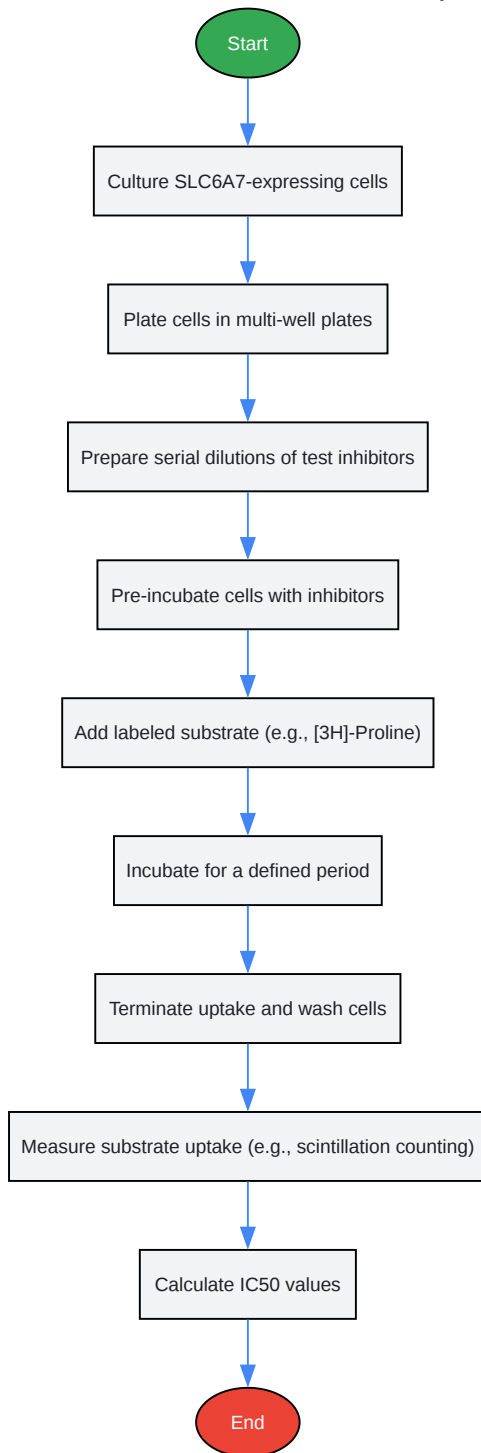 Start
Culture SLC6A7-expressing cells
Plate cells in multi-well plates
Prepare serial dilutions of test inhibitors
Pre-incubate cells with inhibitors
Add labeled substrate (e.g., [3H]-Proline)
Incubate for a defined period
Terminate uptake and wash cells
Measure substrate uptake (e.g., scintillation counting)
Calculate IC50 values
End